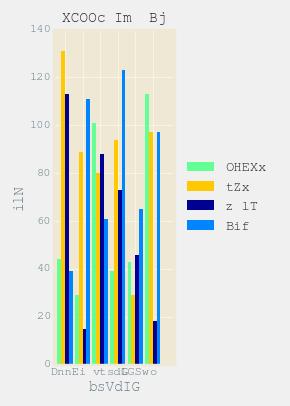 XCOOc Im  Bj
140
120
100
80
60
40
20
0
ilN
bsVdIG
OHEXx
tZx
z lT
Bif